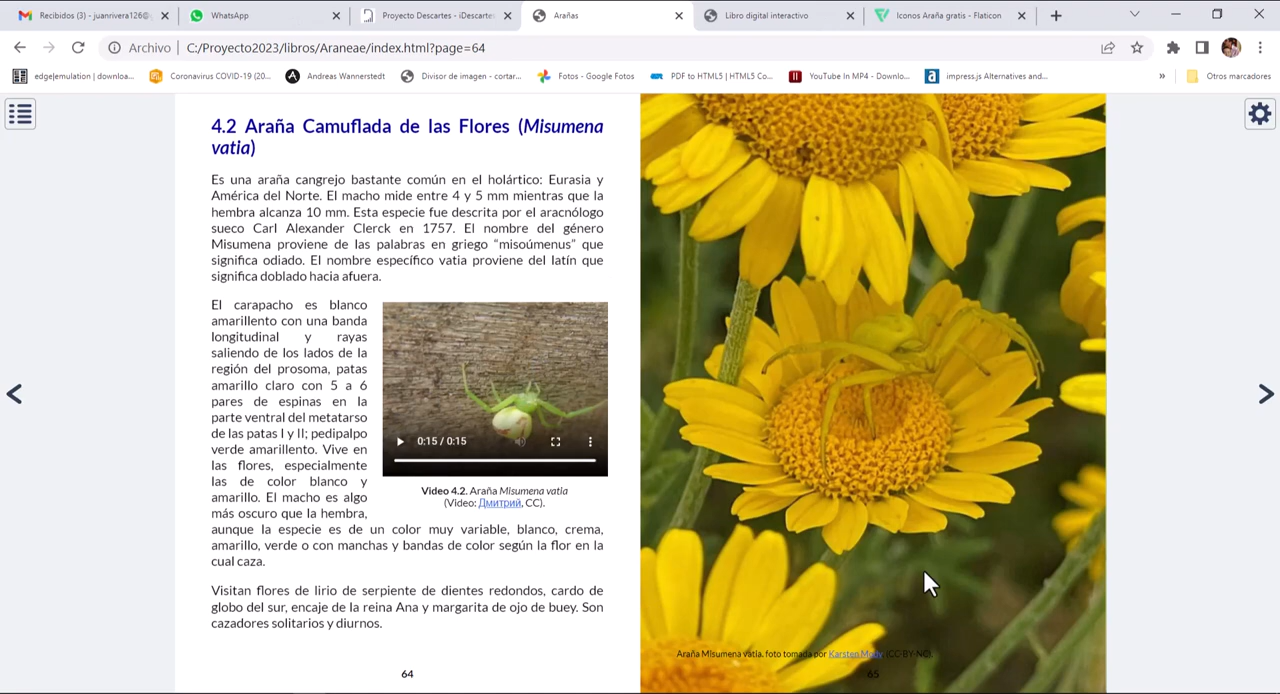 Recibidos (3) - juanrivera126@
WhatsApp
Proyecto Descartes - iDescartes
Arañas
Libro digital interactivo
Iconos Araña gratis - Flaticon
Archivo | C:/Proyecto2023/libros/Araneae/index.html?page=64
edge|emulation | downloa...
Coronavirus COVID-19 (20...
Andreas Wannerstedt
Divisor de imagen - cortar...
Fotos - Google Fotos
PDF to HTML5 | HTML5 Co...
YouTube In MP4 - Downlo...
impress.js Alternatives and...
»
Otros marcadores
4.2 Araña Camuflada de las Flores (Misumena
vatia)
Es una araña cangrejo bastante común en el holártico: Eurasia y
América del Norte. El macho mide entre 4 y 5 mm mientras que la
hembra alcanza 10 mm. Esta especie fue descrita por el aracnólogo
sueco Carl Alexander Clerck en 1757. El nombre del género
Misumena proviene de las palabras en griego “misoúmenus” que
significa odiado. El nombre específico vatia proviene del latín que
significa doblado hacia afuera.
El carapacho es blanco
amarillento con una banda
longitudinal y rayas
saliendo de los lados de la
región del prosoma, patas
amarillo claro con 5 a 6
pares de espinas en la
parte ventral del metatarso
de las patas I y II; pedipalpo
verde amarillento. Vive en
las flores, especialmente
las de color blanco y
amarillo. El macho es algo
más oscuro que la hembra,
aunque la especie es de un color muy variable, blanco, crema,
amarillo, verde o con manchas y bandas de color según la flor en la
cual caza.
0:15 / 0:15
Video 4.2. Araña Misumena vatia
(Video: Дмитрий, CC).
Visitan flores de lirio de serpiente de dientes redondos, cardo de
globo del sur, encaje de la reina Ana y margarita de ojo de buey. Son
cazadores solitarios y diurnos.
64
Araña Misumena vatia. foto tomada por Karsten Mody, (CC-BY-NC).
65